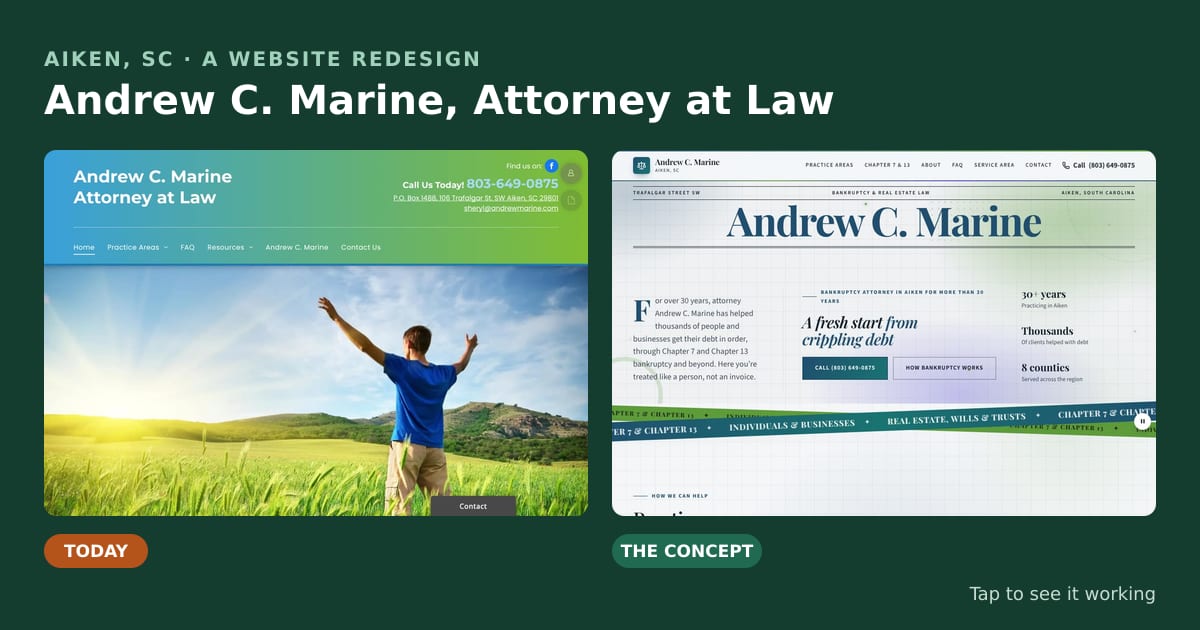 AIKEN, SC · A WEBSITE REDESIGN
Andrew C. Marine, Attorney at Law
Andrew C. Marine
Attorney at Law
Find us on:
Call Us Today! 803-649-0875
P.O. Box 1488, 106 Trafalgar Street, SW Aiken, SC 29801
sheryl@andrewmarine.com
Home Practice Areas FAQ Resources Andrew C. Marine Contact Us
Contact
TODAY
Andrew C. Marine
AIKEN, SC
PRACTICE AREAS CHAPTER 7 & 13 ABOUT FAQ SERVICE AREA CONTACT Call (803) 649-0875
TRAFALGAR STREET SW BANKRUPTCY & REAL ESTATE LAW AIKEN, SOUTH CAROLINA
Andrew C. Marine
For over 30 years, attorney
Andrew C. Marine has helped
thousands of people and
businesses get their debt in order,
through Chapter 7 and Chapter 13
bankruptcy and beyond. Here you're
treated like a person, not an invoice.
BANKRUPTCY ATTORNEY IN AIKEN FOR MORE THAN 30
YEARS
A fresh start from
crippling debt
CALL (803) 649-0875 HOW BANKRUPTCY WORKS
30+ years
Practicing in Aiken
Thousands
Of clients helped with debt
8 counties
Served across the region
PTER 7 & CHAPTER 13
ER 7 & CHAPTER 13 INDIVIDUALS & BUSINESSES REAL ESTATE, WILLS & TRUSTS CHAPTER 7 & CHAPTE
HOW WE CAN HELP
THE CONCEPT
Tap to see it working